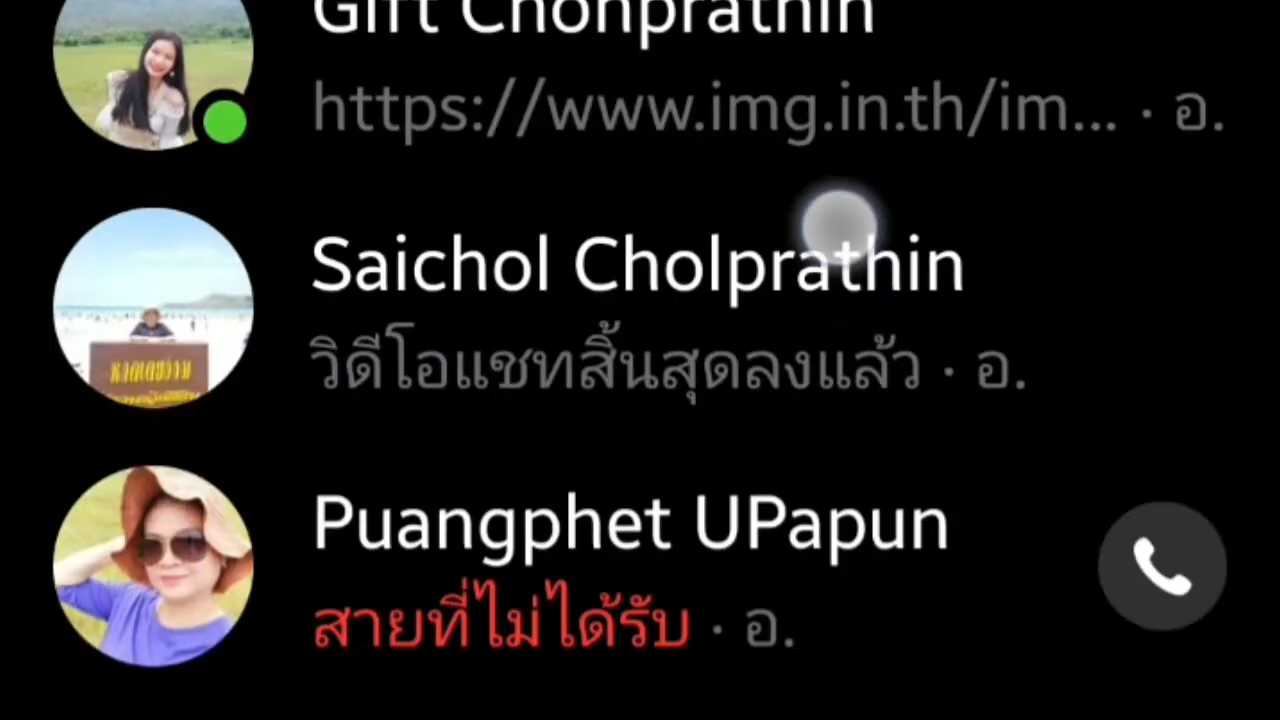 Gift Chonprathin
https://www.img.in.th/im... · อ.
Saichol Cholprathin
วิดีโอแชทสิ้นสุดลงแล้ว · อ.
Puangphet UPapun
สายที่ไม่ได้รับ · อ.